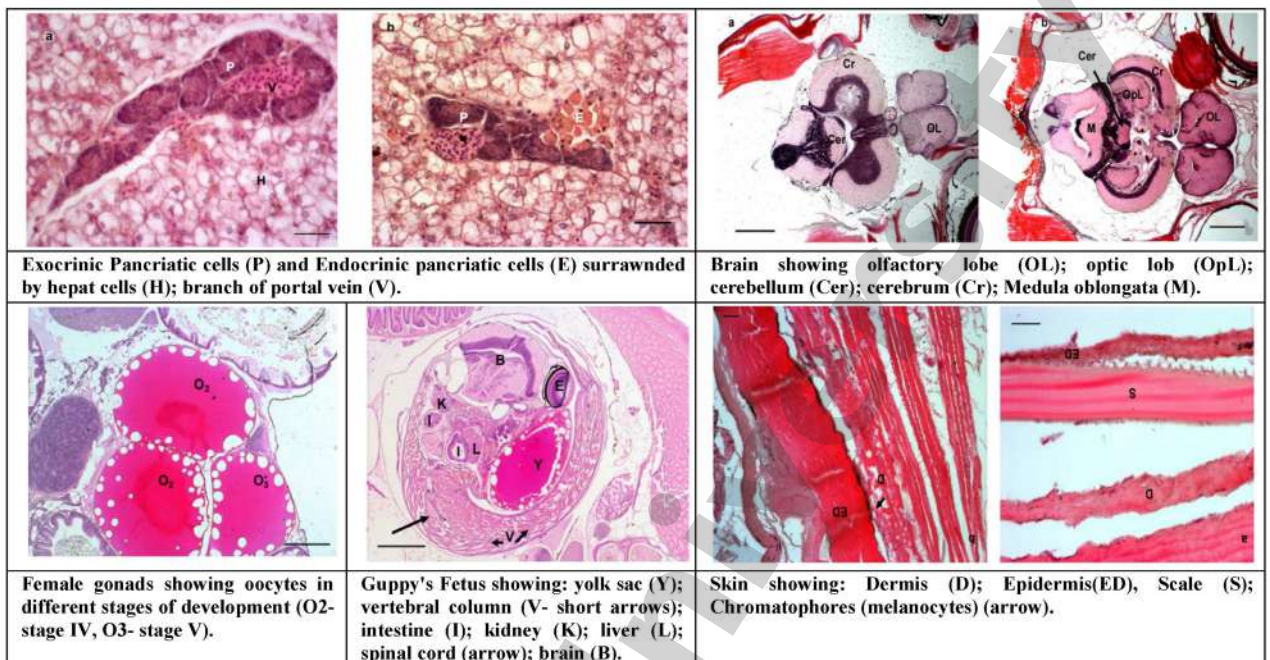 a
P
V
H
b
P
E
a
Cr
Cer
OL
b
Cer
Cr
OpL
M
OL
Exocrinic Pancriatic cells (P) and Endocrinic pancriatic cells (E) surrawnded
by hepat cells (H); branch of portal vein (V).
Brain showing olfactory lobe (OL); optic lob (OpL);
cerebellum (Cer); cerebrum (Cr); Medula oblongata (M).
O2
O2
O3
B
E
K
I
I
L
Y
V
D
ED
b
ED
S
D
a
Female gonads showing oocytes in
different stages of development (O2-
stage IV, O3- stage V).
Guppy's Fetus showing: yolk sac (Y);
vertebral column (V- short arrows);
intestine (I); kidney (K); liver (L);
spinal cord (arrow); brain (B).
Skin showing: Dermis (D); Epidermis(ED), Scale (S);
Chromatophores (melanocytes) (arrow).